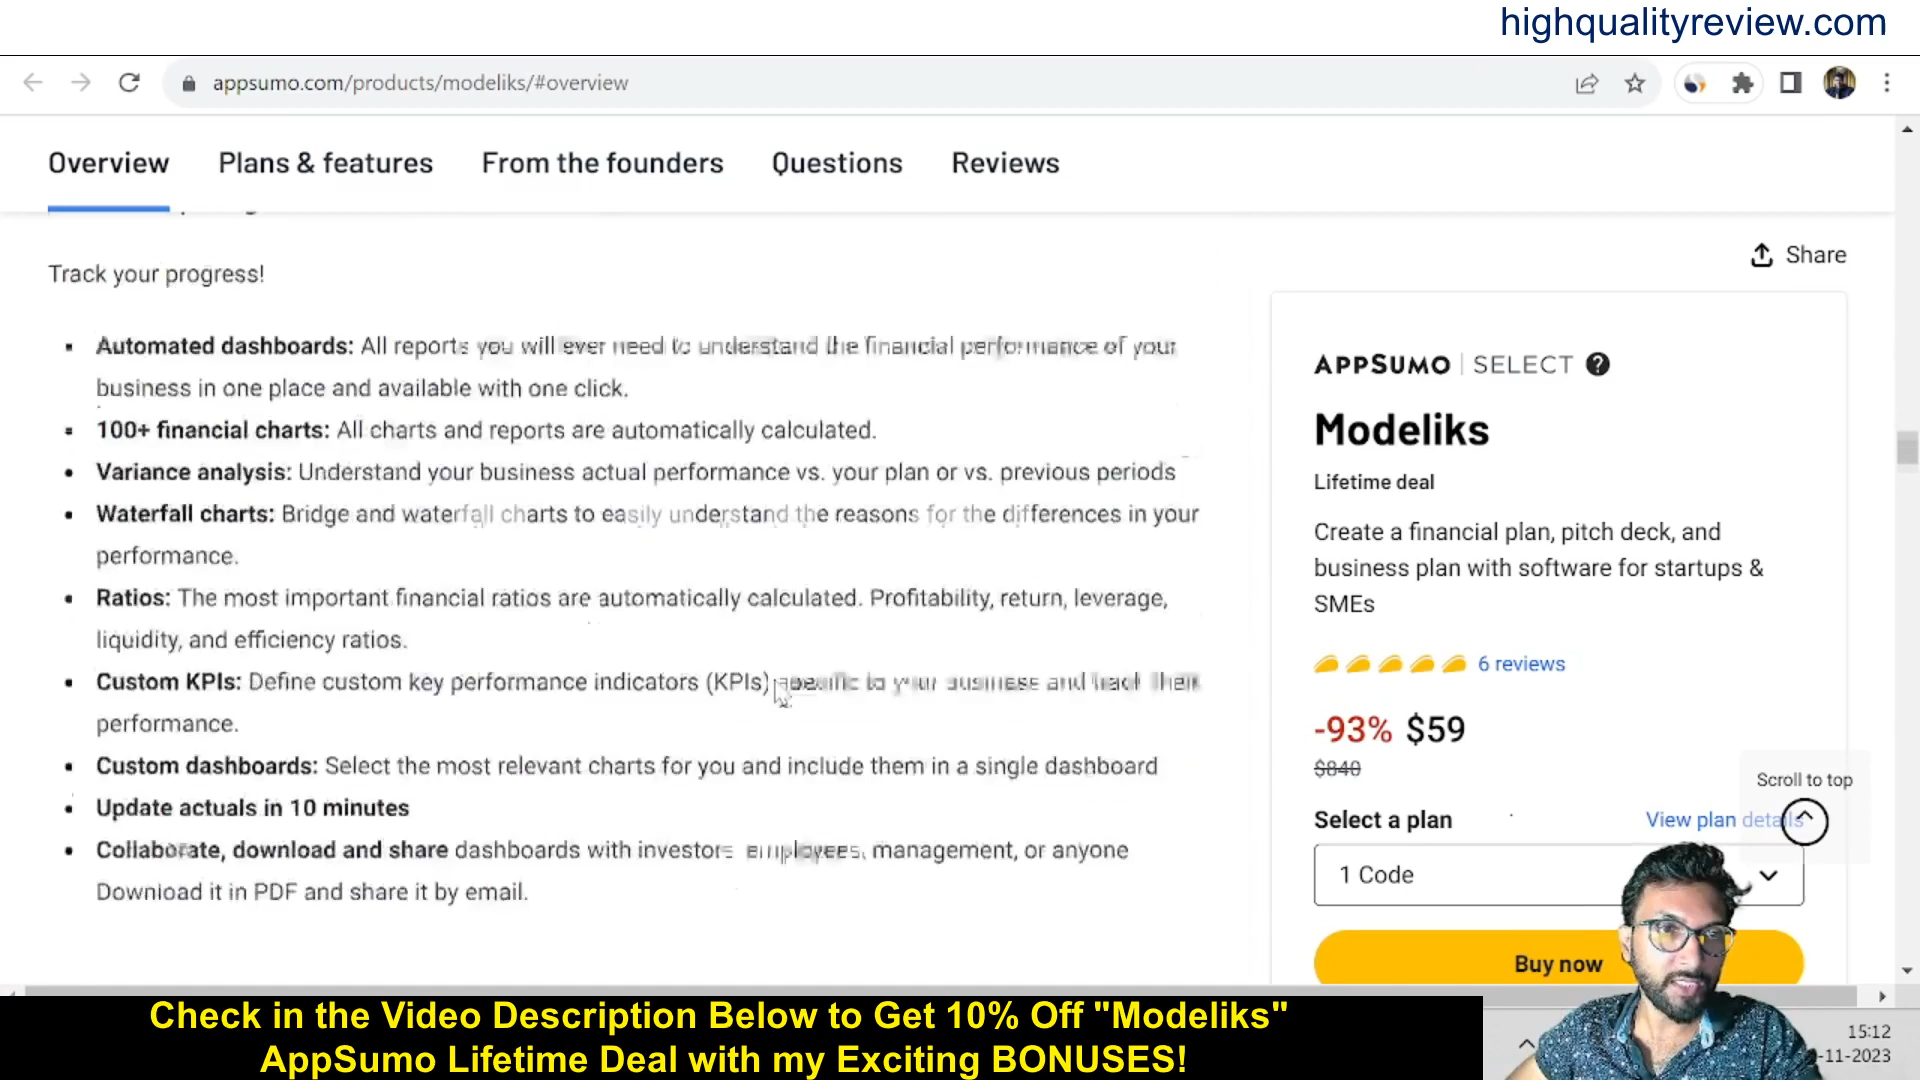 highqualityreview.com
appsumo.com/products/modeliks/#overview
Overview
Plans & features
From the founders
Questions
Reviews
Share
Track your progress!
Automated dashboards: All reports you will ever need to understand the financial performance of your
business in one place and available with one click.
100+ financial charts: All charts and reports are automatically calculated.
Variance analysis: Understand your business actual performance vs. your plan or vs. previous periods
Waterfall charts: Bridge and waterfall charts to easily understand the reasons for the differences in your
performance.
Ratios: The most important financial ratios are automatically calculated. Profitability, return, leverage,
liquidity, and efficiency ratios.
Custom KPIs: Define custom key performance indicators (KPIs) specific to your business and track their
performance.
Custom dashboards: Select the most relevant charts for you and include them in a single dashboard
Update actuals in 10 minutes
Collaborate, download and share dashboards with investors employees, management, or anyone
Download it in PDF and share it by email.
APPSUMO | SELECT ?
Modeliks
Lifetime deal
Create a financial plan, pitch deck, and
business plan with software for startups &
SMEs
6 reviews
-93% $59
$840
Scroll to top
Select a plan
View plan details
1 Code
Buy now
Check in the Video Description Below to Get 10% Off "Modeliks"
AppSumo Lifetime Deal with my Exciting BONUSES!
15:12
-11-2023